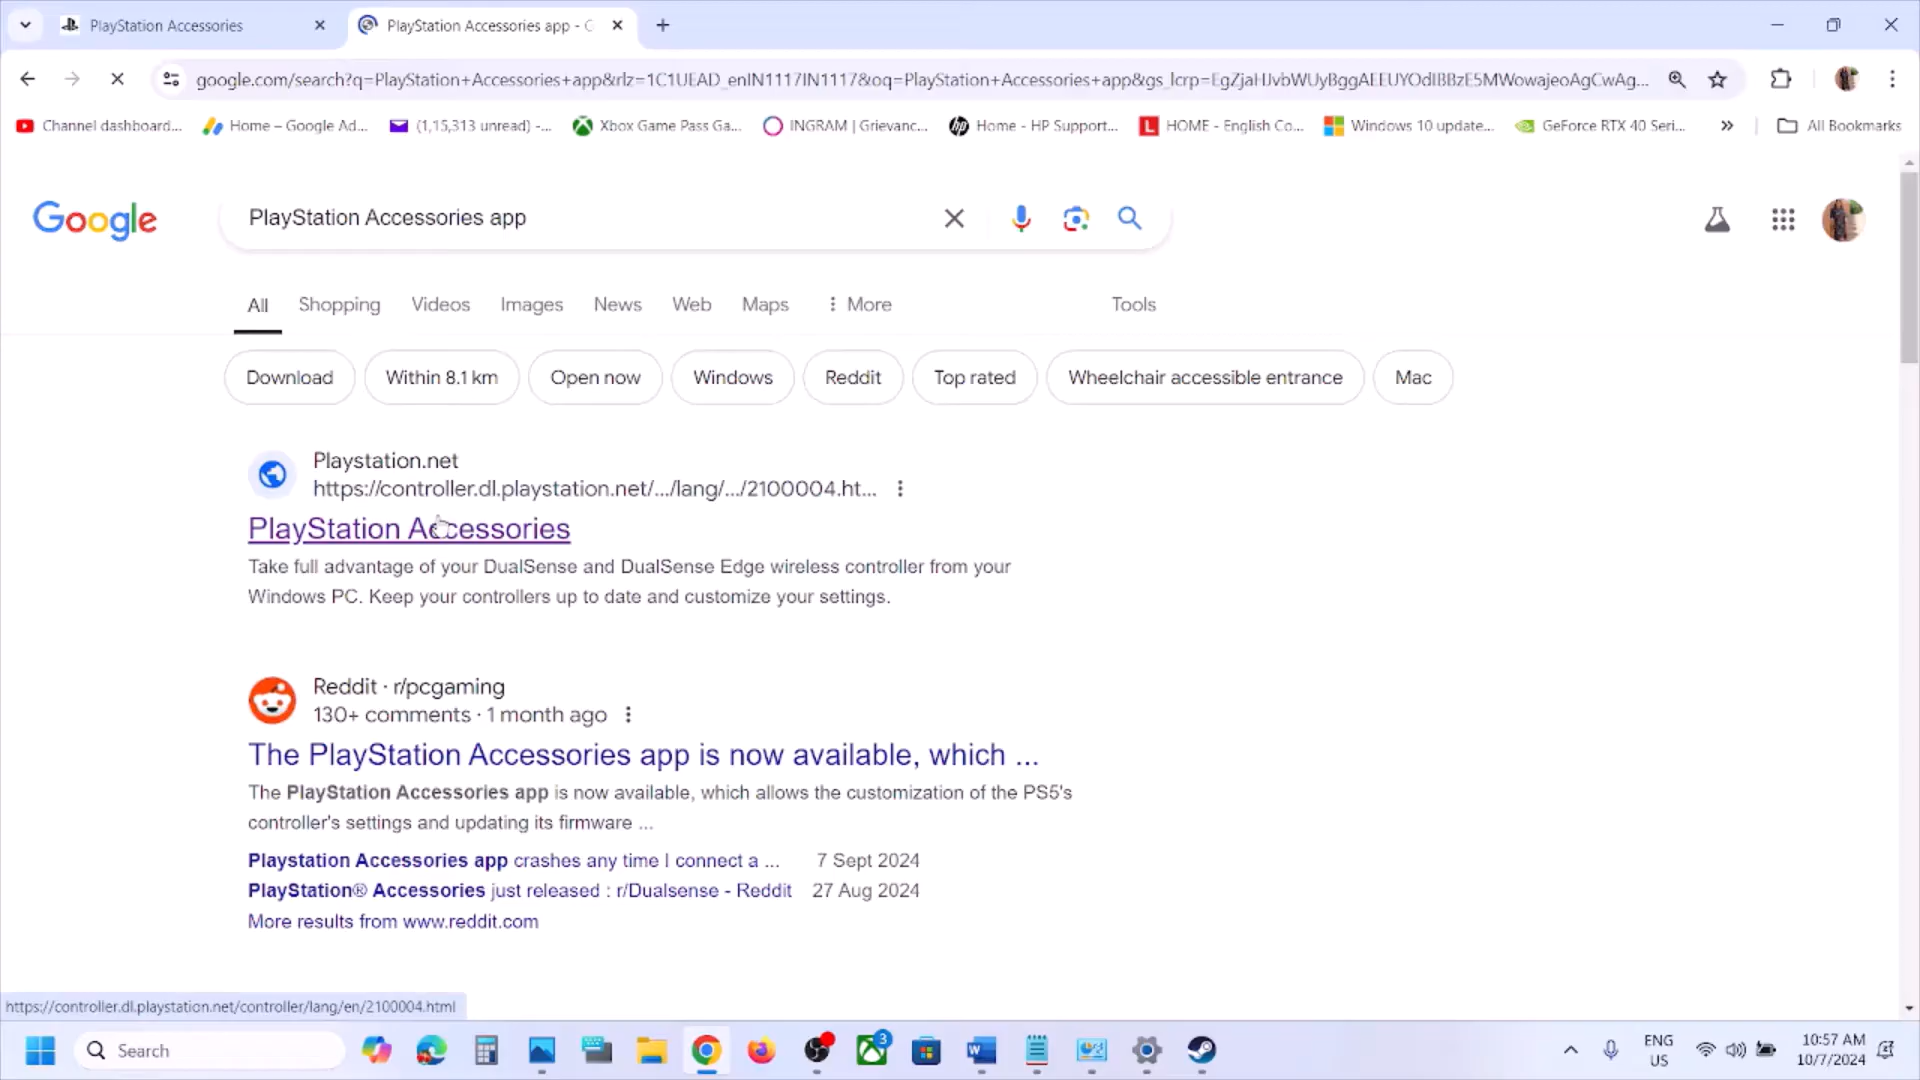 PlayStation Accessories
PlayStation Accessories app - G
google.com/search?q=PlayStation+Accessories+app&rlz=1C1UEAD_enIN1117IN1117&oq=PlayStation+Accessories+app&gs_lcrp=EgZjaHJvbWUyBggAEEUYOdIBBzE5MWowajeoAgCwAg...
Channel dashboard...
Home – Google Ad...
(1,15,313 unread) -...
Xbox Game Pass Ga...
INGRAM | Grievanc...
Home - HP Support...
HOME - English Co...
Windows 10 update...
GeForce RTX 40 Seri...
All Bookmarks
Google
PlayStation Accessories app
All
Shopping
Videos
Images
News
Web
Maps
More
Tools
Download
Within 8.1 km
Open now
Windows
Reddit
Top rated
Wheelchair accessible entrance
Mac
Playstation.net
https://controller.dl.playstation.net/.../lang/.../2100004.ht...
PlayStation Accessories
Take full advantage of your DualSense and DualSense Edge wireless controller from your
Windows PC. Keep your controllers up to date and customize your settings.
Reddit · r/pcgaming
130+ comments · 1 month ago
The PlayStation Accessories app is now available, which ...
The PlayStation Accessories app is now available, which allows the customization of the PS5's
controller's settings and updating its firmware ...
Playstation Accessories app crashes any time I connect a ... 7 Sept 2024
PlayStation® Accessories just released : r/Dualsense - Reddit 27 Aug 2024
More results from www.reddit.com
https://controller.dl.playstation.net/controller/lang/en/2100004.html
Search
3
ENG
US
10:57 AM
10/7/2024